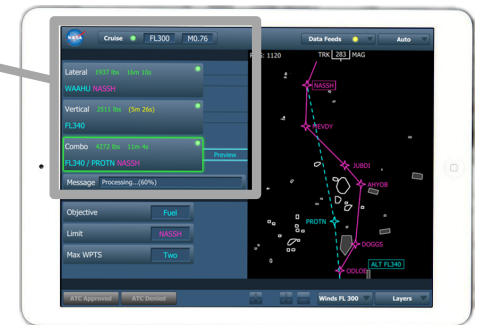 NASA Cruise FL300 M0.76 Data Feeds Auto
1120 TRK 283 MAG
Lateral 1937 lbs 16m 10s
WAAHU NASSH
Vertical 2511 lbs (5m 26s)
FL340
Combo 4272 lbs 11m 4s
FL340 / PROTN NASSH
Preview
Message Processing...(60%)
Objective Fuel
Limit NASSH
Max WPTS Two
ATC Approved ATC Denied
NASSH
MEVDY
JUBDI
AHYOB
PROTN
DOGGS
ALT FL340
ODLOE
Winds FL 300 Layers